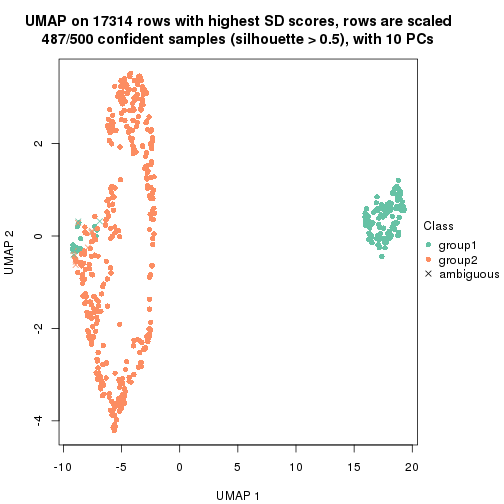 UMAP on 17314 rows with highest SD scores, rows are scaled
487/500 confident samples (silhouette > 0.5), with 10 PCs
2
0
-2
-4
UMAP 2
-10
-5
0
5
10
15
20
UMAP 1
Class
group1
group2
ambiguous